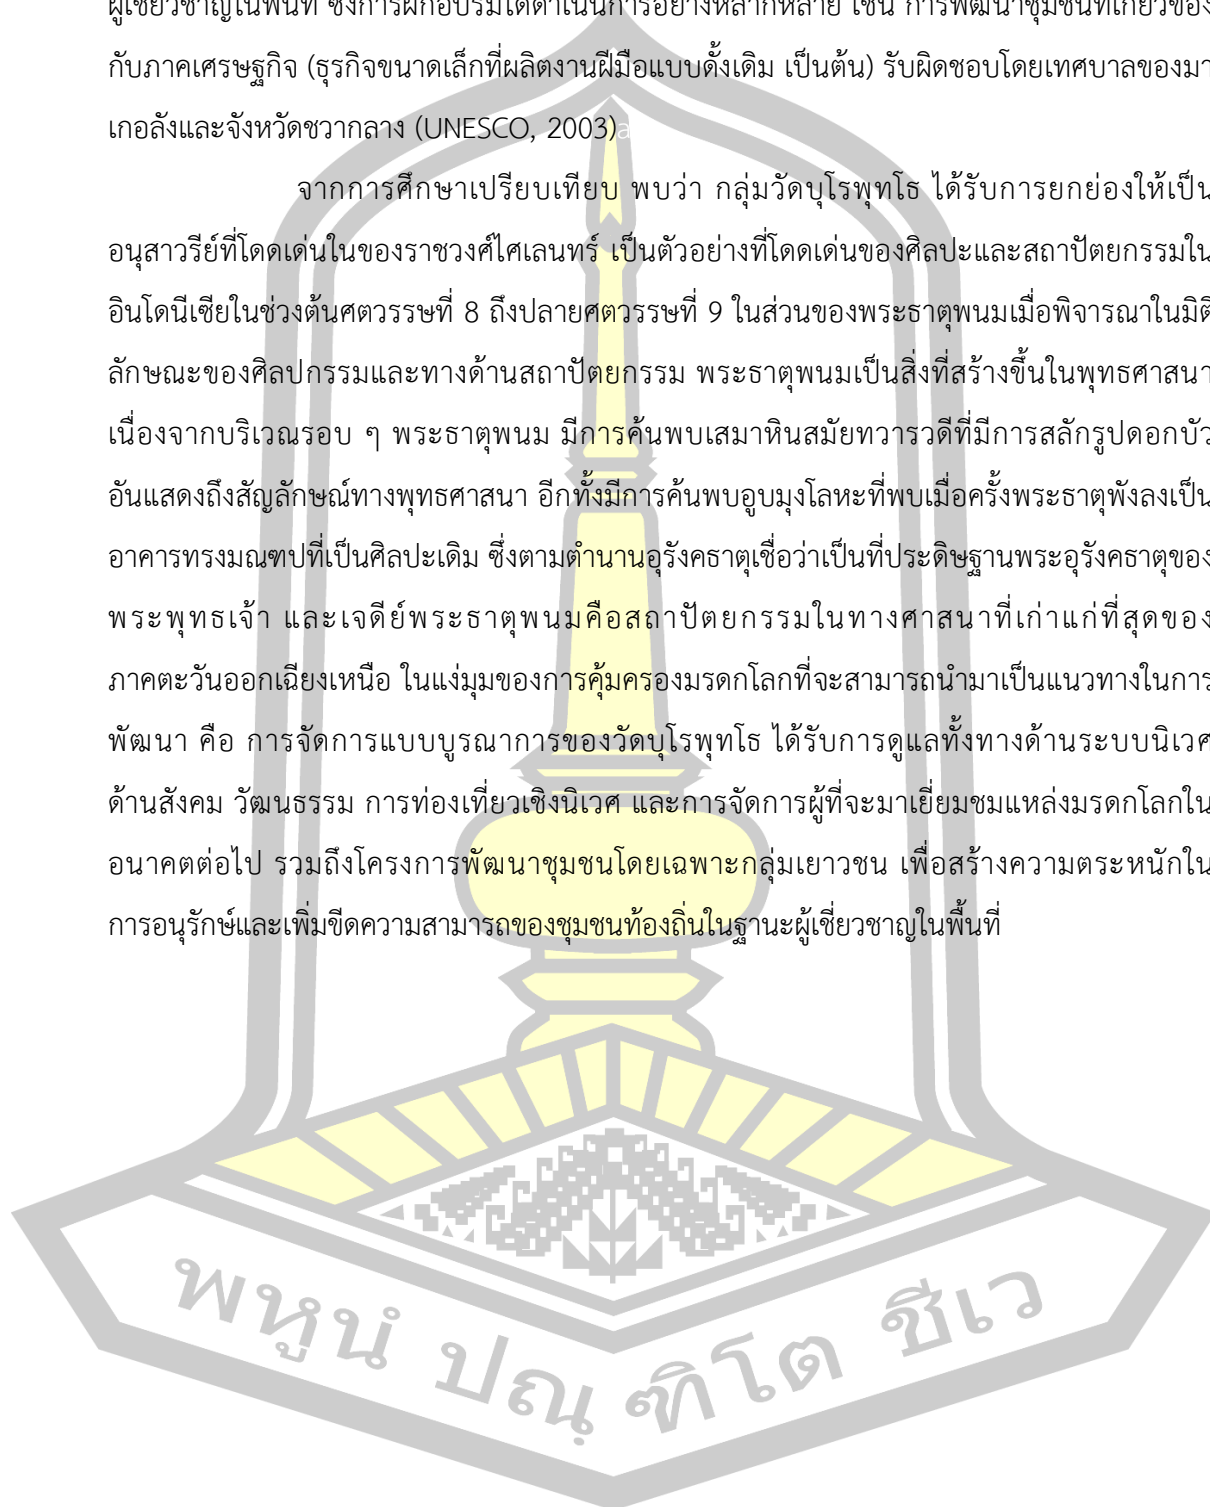 ผู้เชี่ยวชาญในพื้นที่ ซึ่งการฝึกอบรมได้ดำเนินการอย่างหลากหลาย เช่น การพัฒนาชุมชนที่เกี่ยวข้อง
กับภาคเศรษฐกิจ (ธุรกิจขนาดเล็กที่ผลิตงานฝีมือแบบดั้งเดิม เป็นต้น) รับผิดชอบโดยเทศบาลของมา
เกอลังและจังหวัดชวากลาง (UNESCO, 2003)a
จากการศึกษาเปรียบเทียบ พบว่า กลุ่มวัดบุโรพุทโธ ได้รับการยกย่องให้เป็น
อนุสาวรีย์ที่โดดเด่นในของราชวงศ์ไศเลนทร์ เป็นตัวอย่างที่โดดเด่นของศิลปะและสถาปัตยกรรมใน
อินโดนีเซียในช่วงต้นศตวรรษที่ 8 ถึงปลายศตวรรษที่ 9 ในส่วนของพระธาตุพนมเมื่อพิจารณาในมิติ
ลักษณะของศิลปกรรมและทางด้านสถาปัตยกรรม พระธาตุพนมเป็นสิ่งที่สร้างขึ้นในพุทธศาสนา
เนื่องจากบริเวณรอบ ๆ พระธาตุพนม มีการค้นพบเสมาหินสมัยทวารวดีที่มีการสลักรูปดอกบัว
อันแสดงถึงสัญลักษณ์ทางพุทธศาสนา อีกทั้งมีการค้นพบอูบมุงโลหะที่พบเมื่อครั้งพระธาตุพังลงเป็น
อาคารทรงมณฑปที่เป็นศิลปะเดิม ซึ่งตามตำนานอุรังคธาตุเชื่อว่าเป็นที่ประดิษฐานพระอุรังคธาตุของ
พระพุทธเจ้า และเจดีย์พระธาตุพนมคือสถาปัตยกรรมในทางศาสนาที่เก่าแก่ที่สุดของ
ภาคตะวันออกเฉียงเหนือ ในแง่มุมของการคุ้มครองมรดกโลกที่จะสามารถนำมาเป็นแนวทางในการ
พัฒนา คือ การจัดการแบบบูรณาการของวัดบุโรพุทโธ ได้รับการดูแลทั้งทางด้านระบบนิเวศ
ด้านสังคม วัฒนธรรม การท่องเที่ยวเชิงนิเวศ และการจัดการผู้ที่จะมาเยี่ยมชมแหล่งมรดกโลกใน
อนาคตต่อไป รวมถึงโครงการพัฒนาชุมชนโดยเฉพาะกลุ่มเยาวชน เพื่อสร้างความตระหนักใน
การอนุรักษ์และเพิ่มขีดความสามารถของชุมชนท้องถิ่นในฐานะผู้เชี่ยวชาญในพื้นที่
พหูนํ ปณฺฑิโต ชีเว